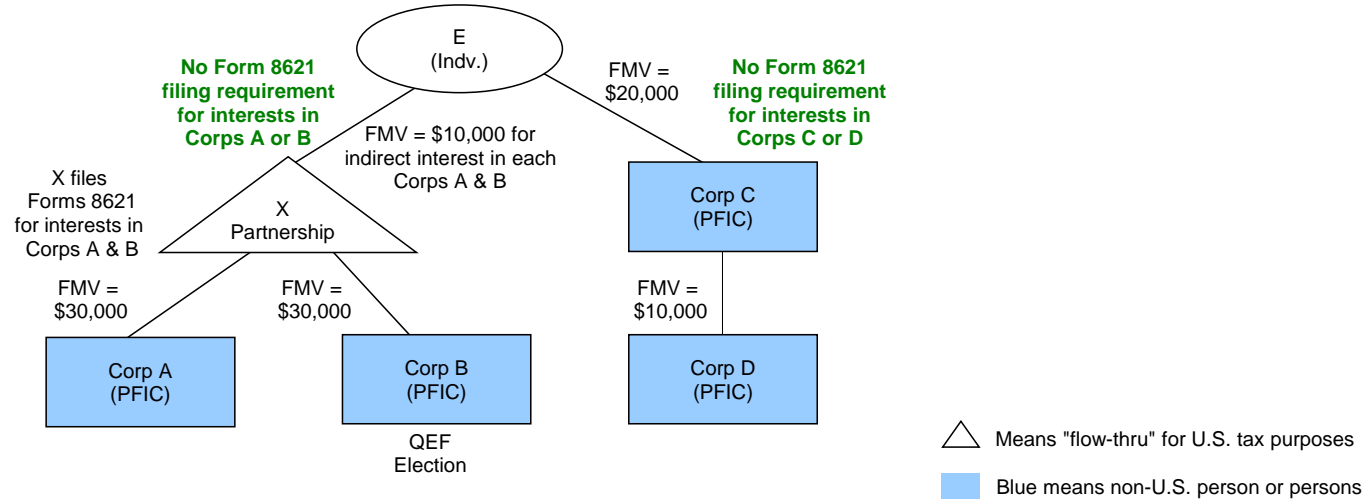 E
(Indv.)
No Form 8621
filing requirement
for interests in
Corps A or B
FMV =
$20,000
No Form 8621
filing requirement
for interests in
Corps C or D
FMV = $10,000 for
indirect interest in each
Corps A & B
X files
Forms 8621
for interests in
Corps A & B
X
Partnership
Corp C
(PFIC)
FMV =
$30,000
FMV =
$30,000
FMV =
$10,000
Corp A
(PFIC)
Corp B
(PFIC)
Corp D
(PFIC)
QEF
Election
Means "flow-thru" for U.S. tax purposes
Blue means non-U.S. person or persons